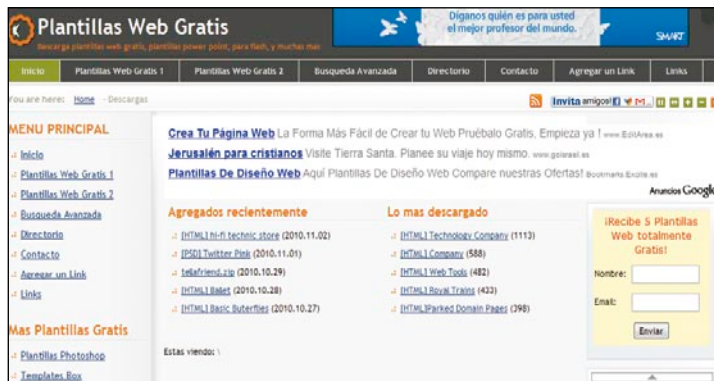 Plantillas Web Gratis
Descarga plantillas web gratis, plantillas power point, para flash, y muchas mas
Díganos quién es para usted
el mejor profesor del mundo.
SMART
Inicio
Plantillas Web Gratis 1
Plantillas Web Gratis 2
Busqueda Avanzada
Directorio
Contacto
Agregar un Link
Links
You are here: Home - Descargas
Invita amigos!
MENU PRINCIPAL
Inicio
Plantillas Web Gratis 1
Plantillas Web Gratis 2
Busqueda Avanzada
Directorio
Contacto
Agregar un Link
Links
Mas Plantillas Gratis
Plantillas Photoshop
Templates Box
Crea Tu Página Web La Forma Más Fácil de Crear tu Web Pruébalo Gratis, Empieza ya ! www.EditArea.es
Jerusalén para cristianos Visite Tierra Santa. Planee su viaje hoy mismo. www.goisrael.es
Plantillas De Diseño Web Aquí Plantillas De Diseño Web Compare nuestras Ofertas! Bookmarks.Excite.es
Anuncios Google
Agregados recientemente
[HTML] hi-fi technic store (2010.11.02)
[PSD] Twitter Pink (2010.11.01)
tellafriend.zip (2010.10.29)
[HTML] Ballet (2010.10.28)
[HTML] Basic Buterflies (2010.10.27)
Lo mas descargado
[HTML] Technology Company (1113)
[HTML] Company (588)
[HTML] Web Tools (482)
[HTML] Royal Trains (433)
[HTML]Parked Domain Pages (398)
¡Recibe 5 Plantillas
Web totalmente
Gratis!
Nombre:
Email:
Enviar
Estas viendo: \